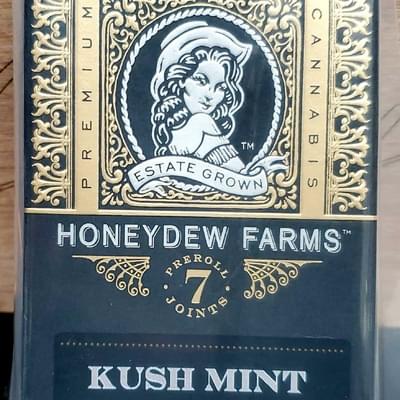 PREMIUM
CANNABIS
TM
ESTATE GROWN
HONEYDEW FARMS™
PREROLL
7
JOINTS
KUSH MINT